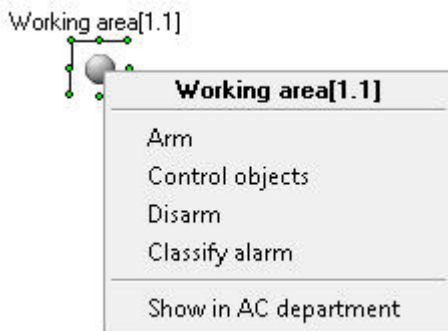 Working area[1.1]
Working area[1.1]
Arm
Control objects
Disarm
Classify alarm
Show in AC department